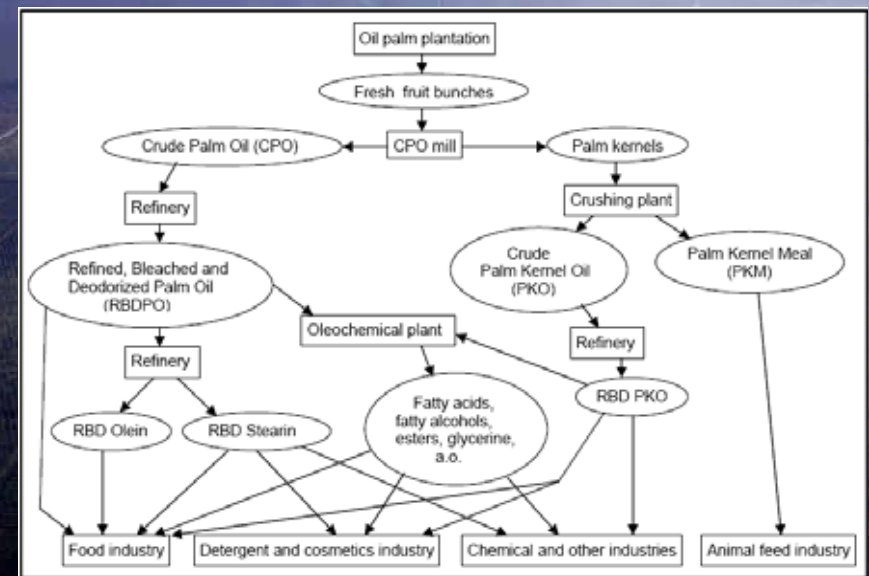 Oil palm plantation
Fresh fruit bunches
Crude Palm Oil (CPO)
CPO mill
Palm kernels
Refinery
Crushing plant
Refined, Bleached and
Deodorized Palm Oil
(RBDPO)
Crude
Palm Kernel Oil
(PKO)
Palm Kernel Meal
(PKM)
Oleochemical plant
Refinery
Refinery
RBD Olein
RBD Stearin
Fatty acids,
fatty alcohols,
esters, glycerine,
a.o.
RBD PKO
Food industry
Detergent and cosmetics industry
Chemical and other industries
Animal feed industry